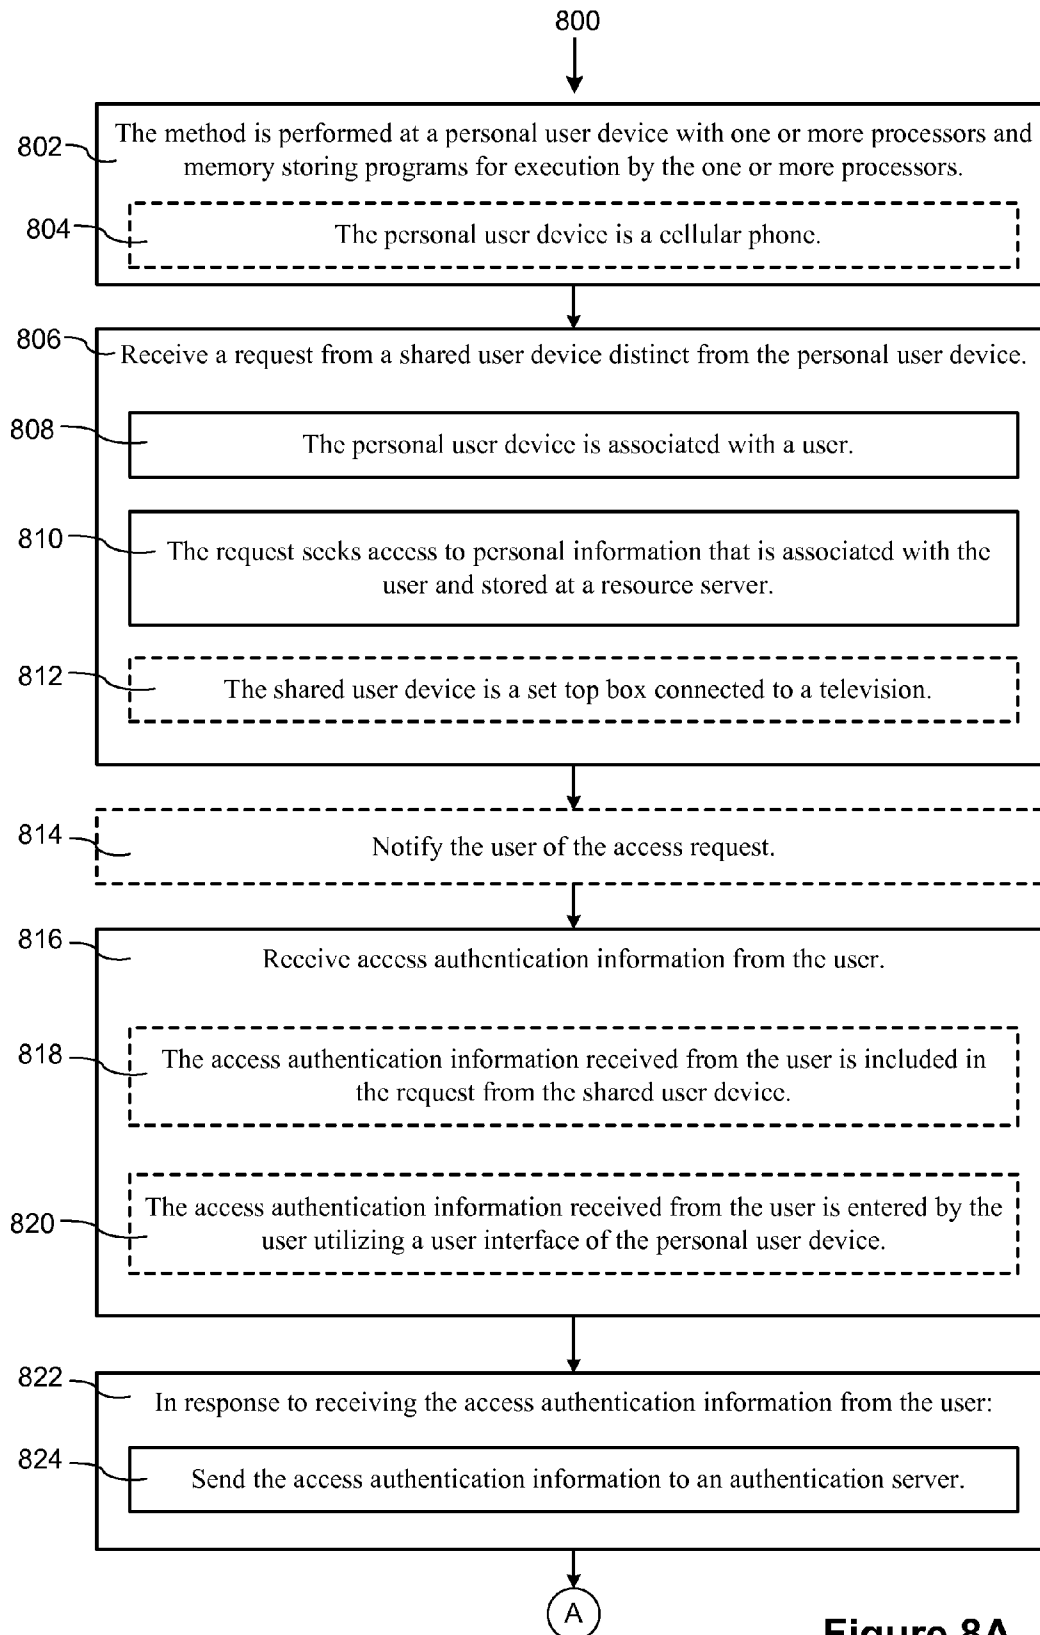 800
802
The method is performed at a personal user device with one or more processors and
memory storing programs for execution by the one or more processors.
804
The personal user device is a cellular phone.
806
Receive a request from a shared user device distinct from the personal user device.
808
The personal user device is associated with a user.
810
The request seeks access to personal information that is associated with the
user and stored at a resource server.
812
The shared user device is a set top box connected to a television.
814
Notify the user of the access request.
816
Receive access authentication information from the user.
818
The access authentication information received from the user is included in
the request from the shared user device.
820
The access authentication information received from the user is entered by the
user utilizing a user interface of the personal user device.
822
In response to receiving the access authentication information from the user:
824
Send the access authentication information to an authentication server.
A
Figure 8A